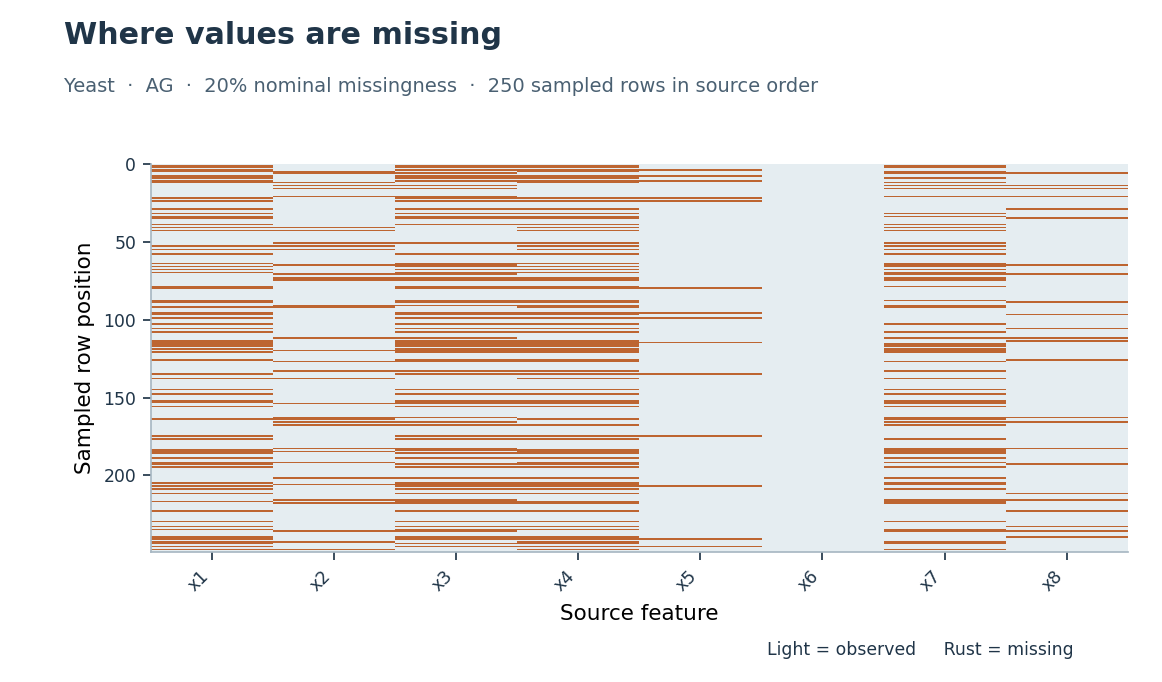 Where values are missing
Yeast · AG · 20% nominal missingness · 250 sampled rows in source order
0
50
100
150
200
Sampled row position
x1 x2 x3 x4 x5 x6 x7 x8
Source feature
Light = observed Rust = missing